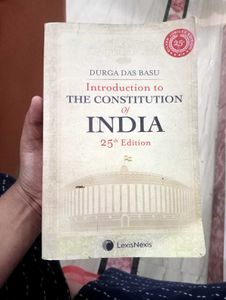 DURGA DAS BASU
Introduction to
THE CONSTITUTION
Of
INDIA
25th Edition
LexisNexis